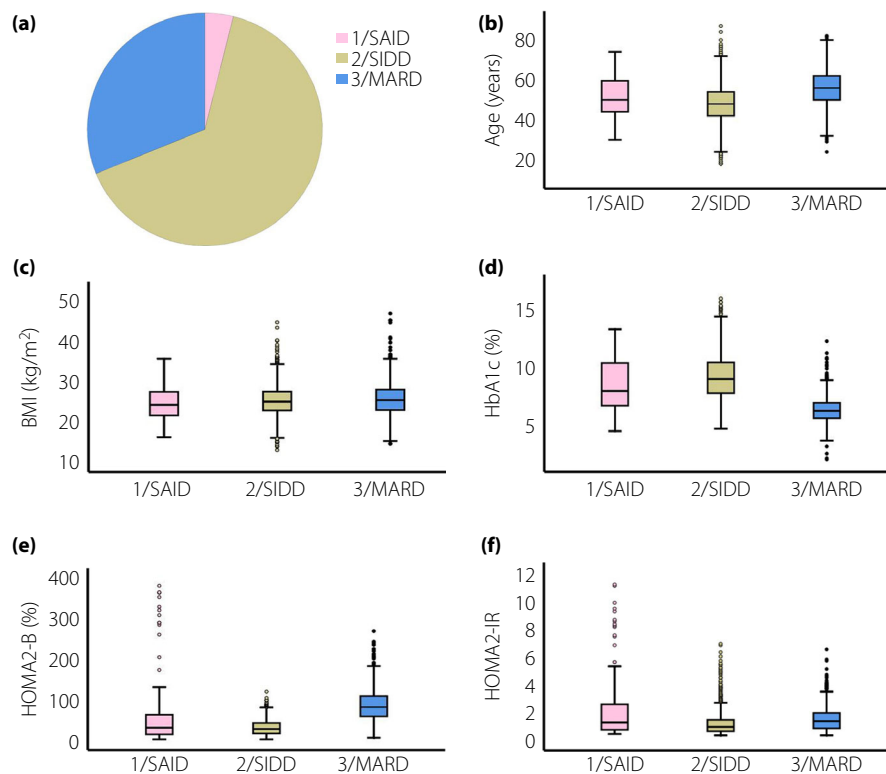 (a)
1/SAID
2/SIDD
3/MARD
(b)
Age (years)
80
60
40
20
1/SAID 2/SIDD 3/MARD
(c)
BMI (kg/m²)
50
40
30
20
10
1/SAID 2/SIDD 3/MARD
(d)
HbA1c (%)
15
10
5
1/SAID 2/SIDD 3/MARD
(e)
HOMA2-B (%)
400
300
200
100
0
1/SAID 2/SIDD 3/MARD
(f)
HOMA2-IR
12
10
8
6
4
2
0
1/SAID 2/SIDD 3/MARD